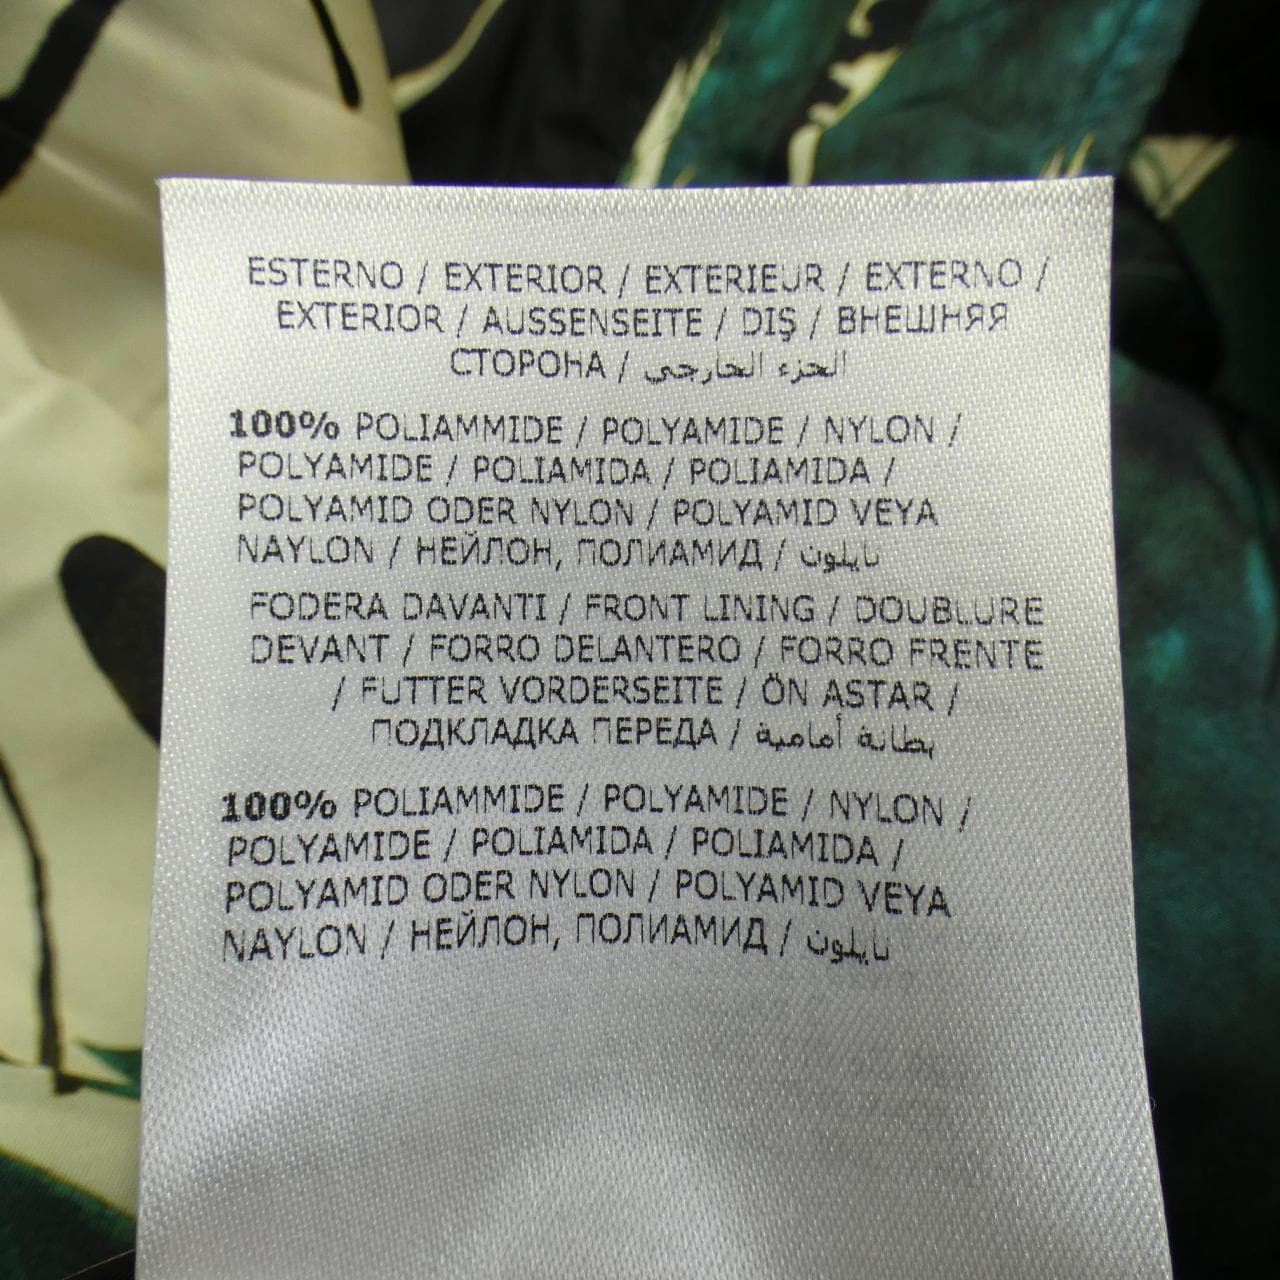 ESTERNO / EXTERIOR / EXTERIEUR / EXTERNO /
EXTERIOR / AUSSENSEITE / DIŞ / ВНЕШНЯЯ
СТОРОНА / الجزء الخارجي
100% POLIAMMIDE / POLYAMIDE / NYLON /
POLYAMIDE / POLIAMIDA / POLIAMIDA /
POLYAMID ODER NYLON / POLYAMID VEYA
NAYLON / НЕЙЛОН, ПОЛИАМИД / نايلون
FODERA DAVANTI / FRONT LINING / DOUBLURE
DEVANT / FORRO DELANTERO / FORRO FRENTE
/ FUTTER VORDERSEITE / ÖN ASTAR /
ПОДКЛАДКА ПЕРЕДА / بطانة أمامية
100% POLIAMMIDE / POLYAMIDE / NYLON /
POLYAMIDE / POLIAMIDA / POLIAMIDA /
POLYAMID ODER NYLON / POLYAMID VEYA
NAYLON / НЕЙЛОН, ПОЛИАМИД / نايلون